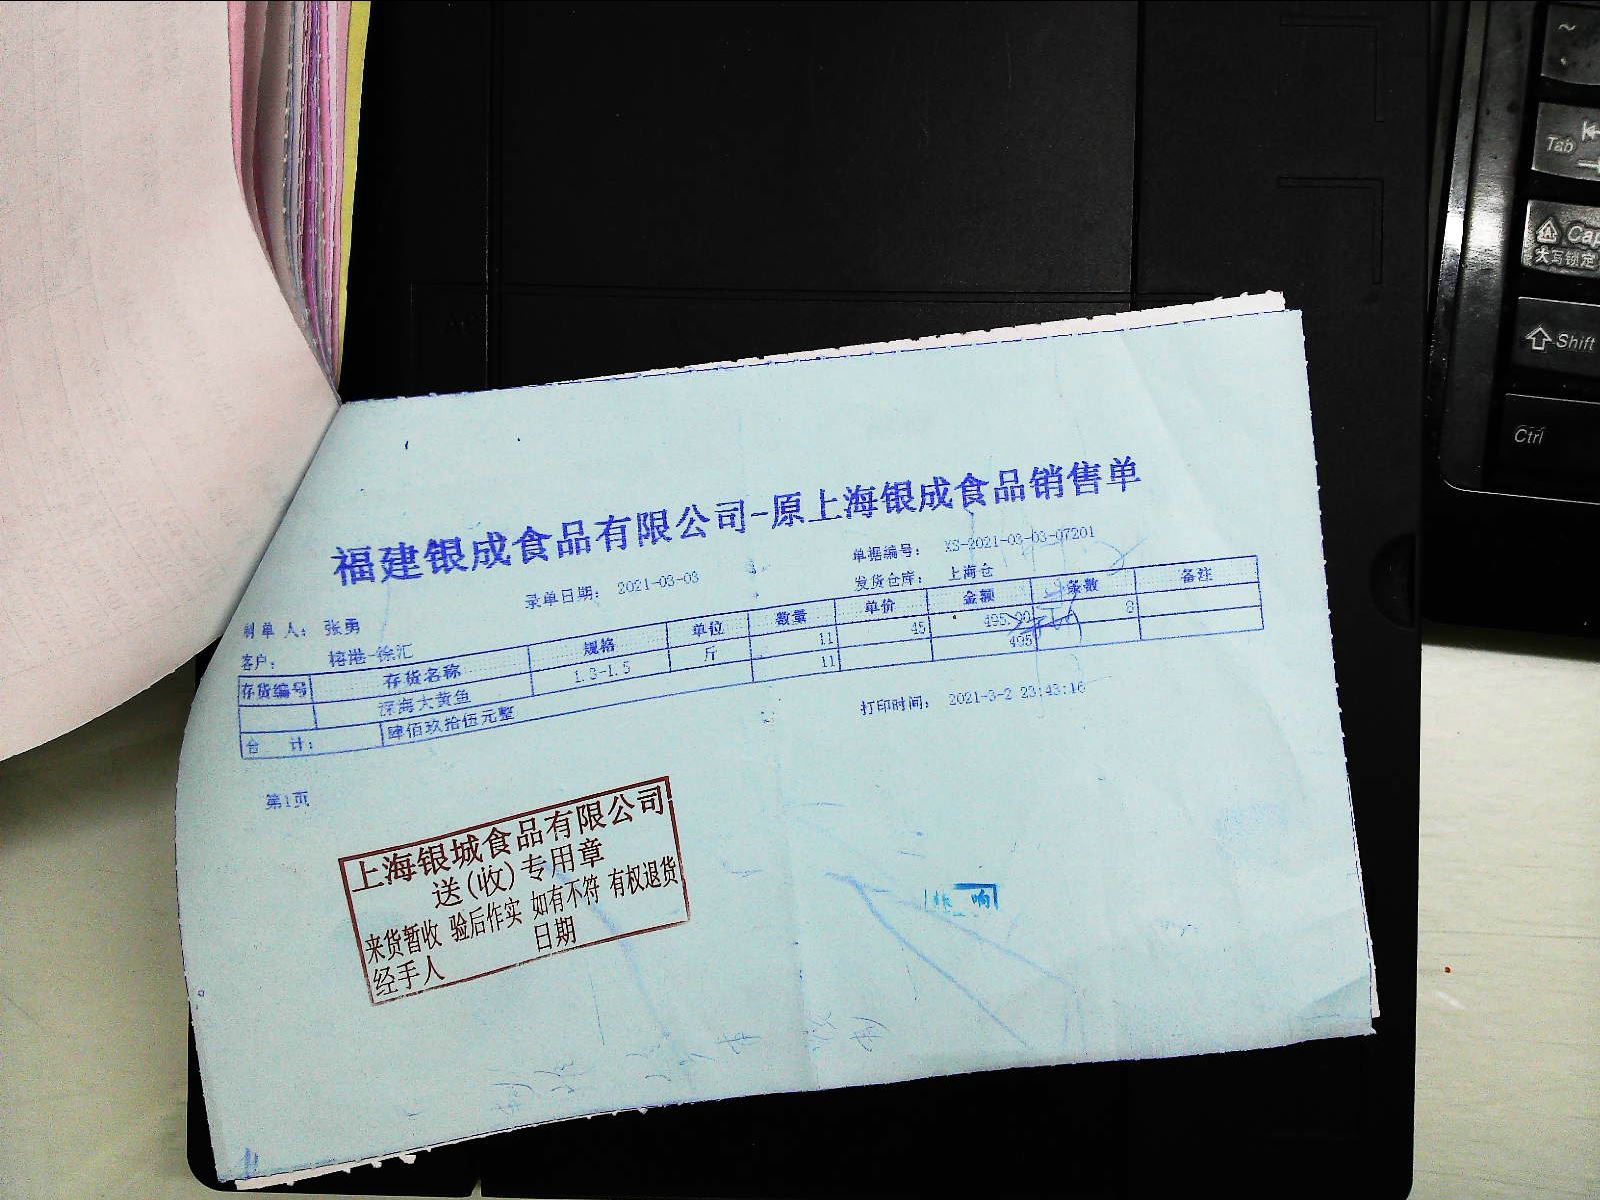 福建银成食品有限公司-原上海银成食品销售单
单据编号： XS-2021-03-03-07201
录单日期： 2021-03-03
发货仓库： 上海仓
制单人： 张勇
客户： 榕港-徐汇
存货编号 存货名称 规格 单位 数量 单价 金额 条数 备注
深海大黄鱼 1.3-1.5 斤 11 45 495.00 8
合 计： 肆佰玖拾伍元整 11 495
打印时间： 2021-3-2 23:43:16
第1页
上海银城食品有限公司
送(收)专用章
来货暂收 验后作实 如有不符 有权退货
经手人 日期
~
Tab
Cap
大写锁定
Shift
Ctrl